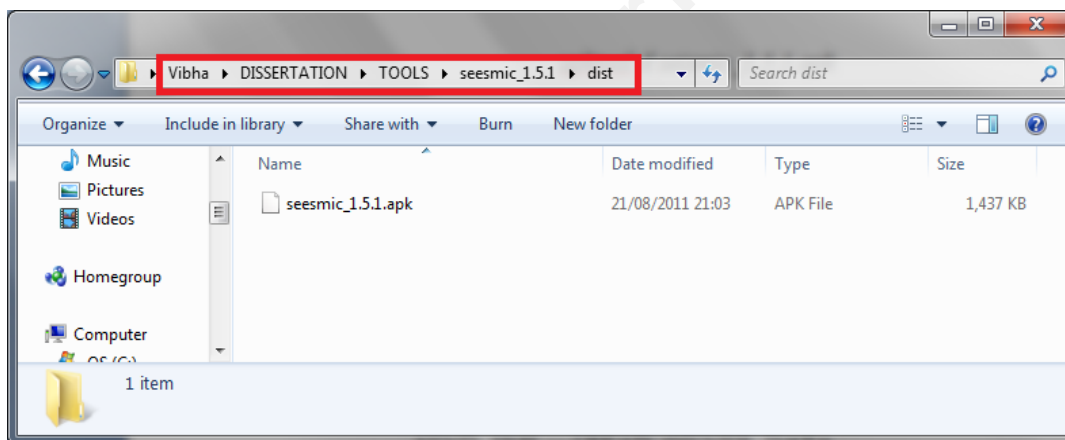 Vibha ▸ DISSERTATION ▸ TOOLS ▸ seesmic_1.5.1 ▸ dist Search dist
Organize Include in library Share with Burn New folder
Music
Pictures
Videos
Homegroup
Computer
OS (C:)
Name Date modified Type Size
seesmic_1.5.1.apk 21/08/2011 21:03 APK File 1,437 KB
1 item